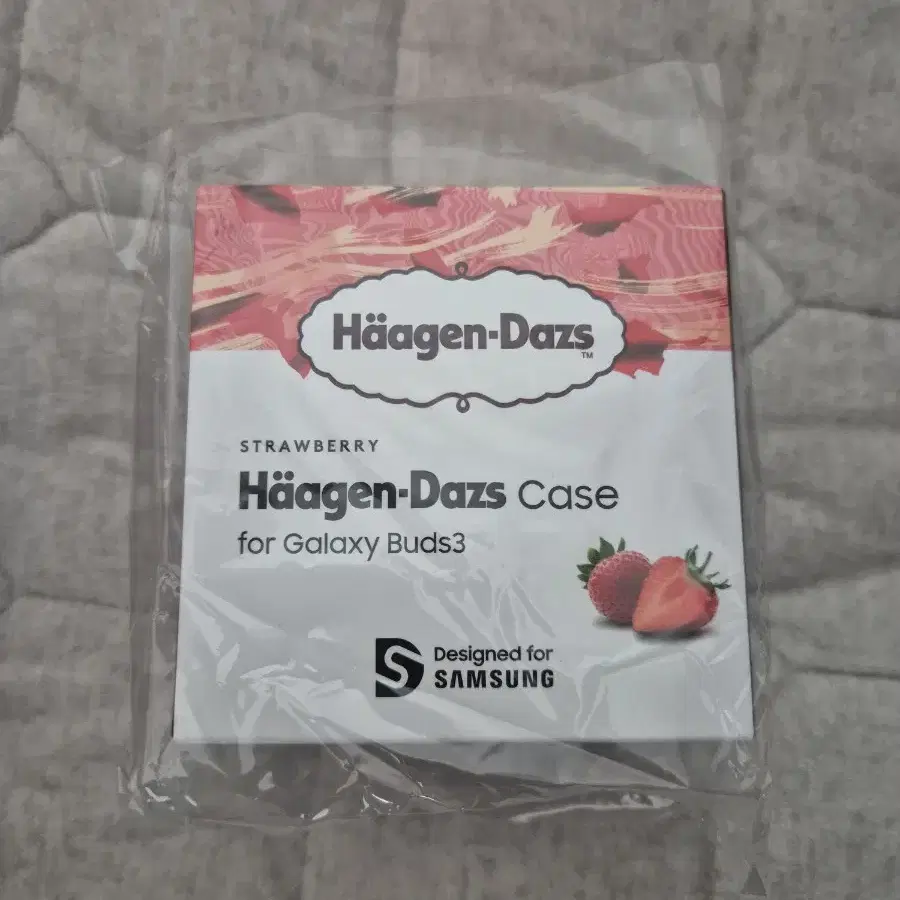 Häagen-Dazs
TM
STRAWBERRY
Häagen-Dazs Case
for Galaxy Buds3
S
Designed for
SAMSUNG